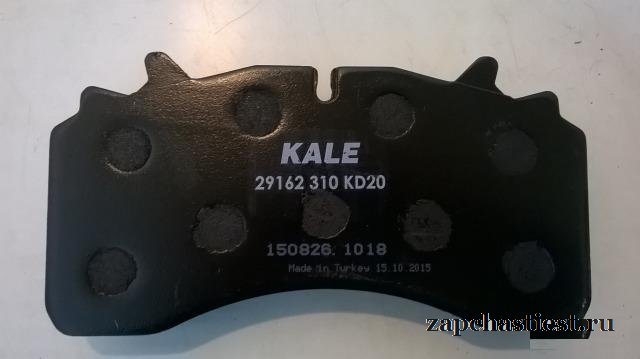 KALE
29162 310 KD20
150826. 1018
Made in Turkey 15.10.2015
zapchastiest.ru